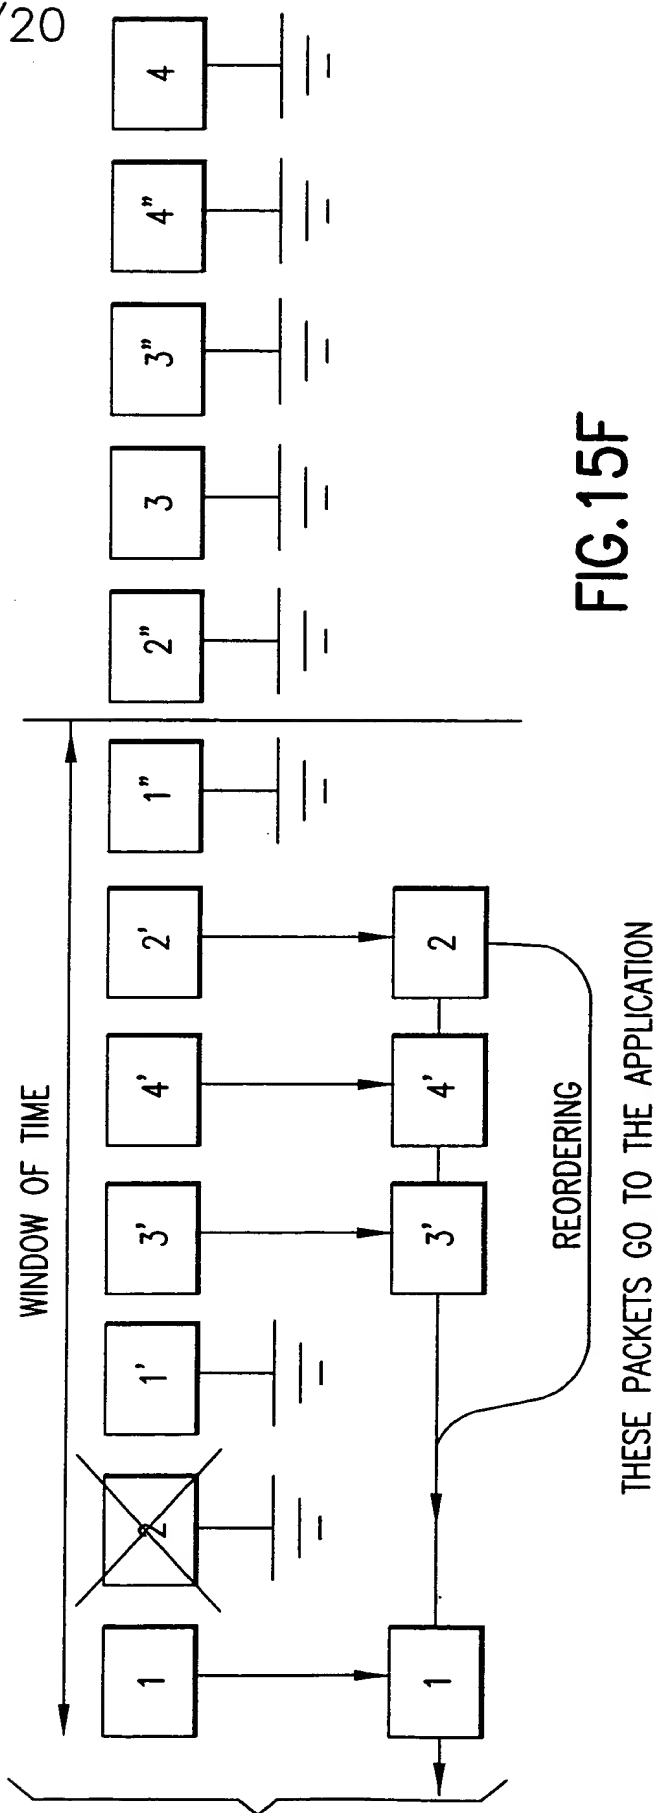 /20
WINDOW OF TIME
1 2 1' 3' 4' 2' 1" 2" 3 3" 4" 4
1 3' 4' 2
REORDERING
THESE PACKETS GO TO THE APPLICATION
FIG.15F